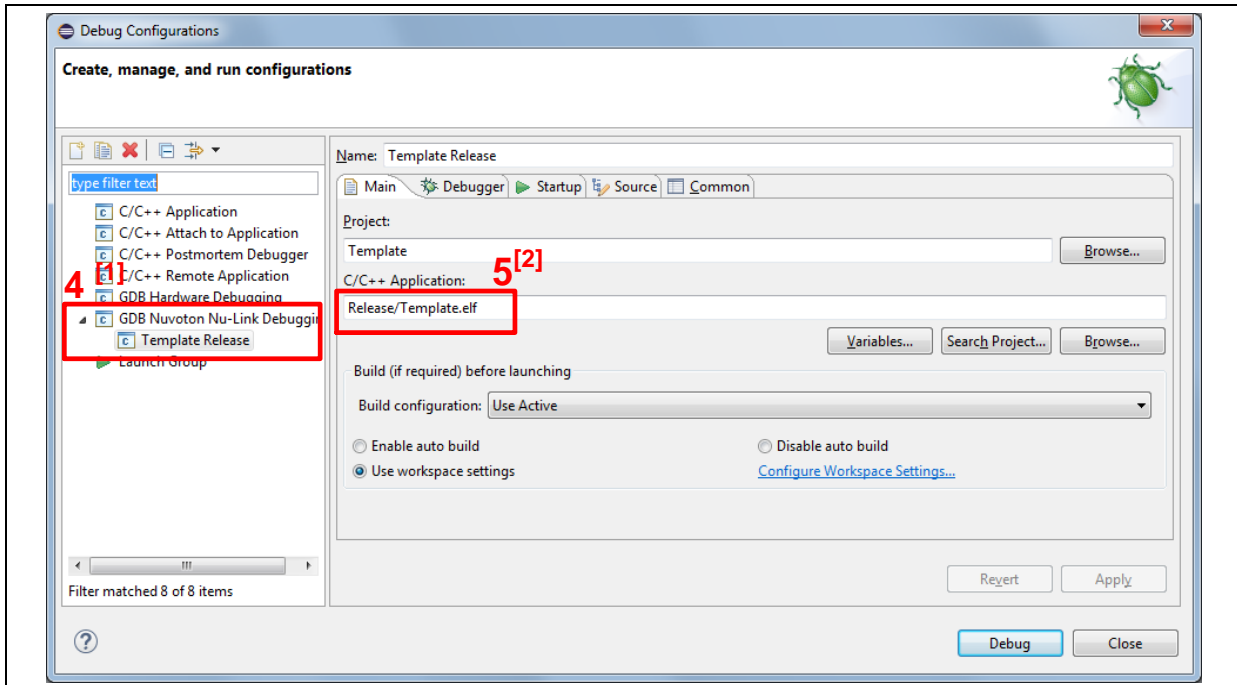 Debug Configurations
Create, manage, and run configurations
type filter text
C/C++ Application
C/C++ Attach to Application
C/C++ Postmortem Debugger
C/C++ Remote Application
GDB Hardware Debugging
GDB Nuvoton Nu-Link Debuggin
Template Release
Launch Group
4 [1]
Filter matched 8 of 8 items
Name: Template Release
Main Debugger Startup Source Common
Project:
Template Browse...
C/C++ Application:
5 [2]
Release/Template.elf
Variables... Search Project... Browse...
Build (if required) before launching
Build configuration: Use Active
Enable auto build Disable auto build
Use workspace settings Configure Workspace Settings...
Revert Apply
? Debug Close